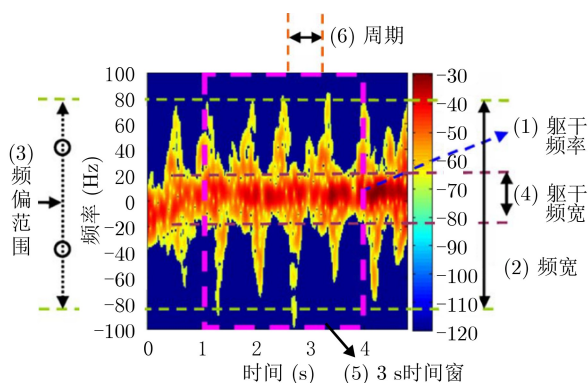 (6) 周期
100
80
60
40
20
0
−20
−40
−60
−80
−100
频率 (Hz)
0
1
2
3
4
时间 (s)
−30
−40
−50
−60
−70
−80
−90
−100
−110
−120
(3)
频
偏
范
围
(1) 躯干
频率
(4) 躯干
频宽
(2) 频宽
(5) 3 s时间窗